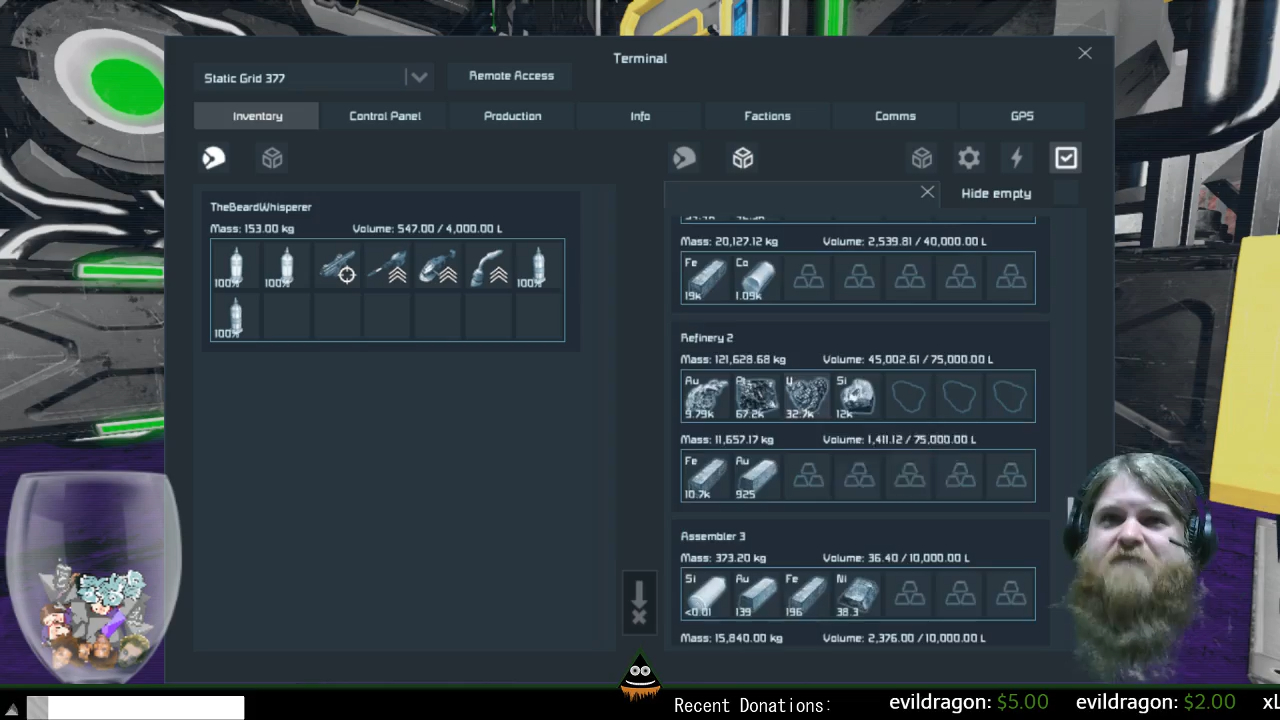 Terminal
Static Grid 377
Remote Access
Inventory
Control Panel
Production
Info
Factions
Comms
GPS
Hide empty
TheBeardWhisperer
Mass: 153.00 kg Volume: 547.00 / 4,000.00 L
100% 100% 100%
100%
Mass: 20,127.12 kg Volume: 2,539.81 / 40,000.00 L
Fe Co
19k 1.09k
Refinery 2
Mass: 121,628.68 kg Volume: 45,002.61 / 75,000.00 L
Au U Si
9.79k 67.2k 32.7k 12k
Mass: 11,657.17 kg Volume: 1,411.12 / 75,000.00 L
Fe Au
10.7k 925
Assembler 3
Mass: 373.20 kg Volume: 36.40 / 10,000.00 L
Si Au Fe Ni
<0.01 139 196 38.3
Mass: 15,840.00 kg Volume: 2,376.00 / 10,000.00 L
Recent Donations: evildragon: $5.00 evildragon: $2.00 xL